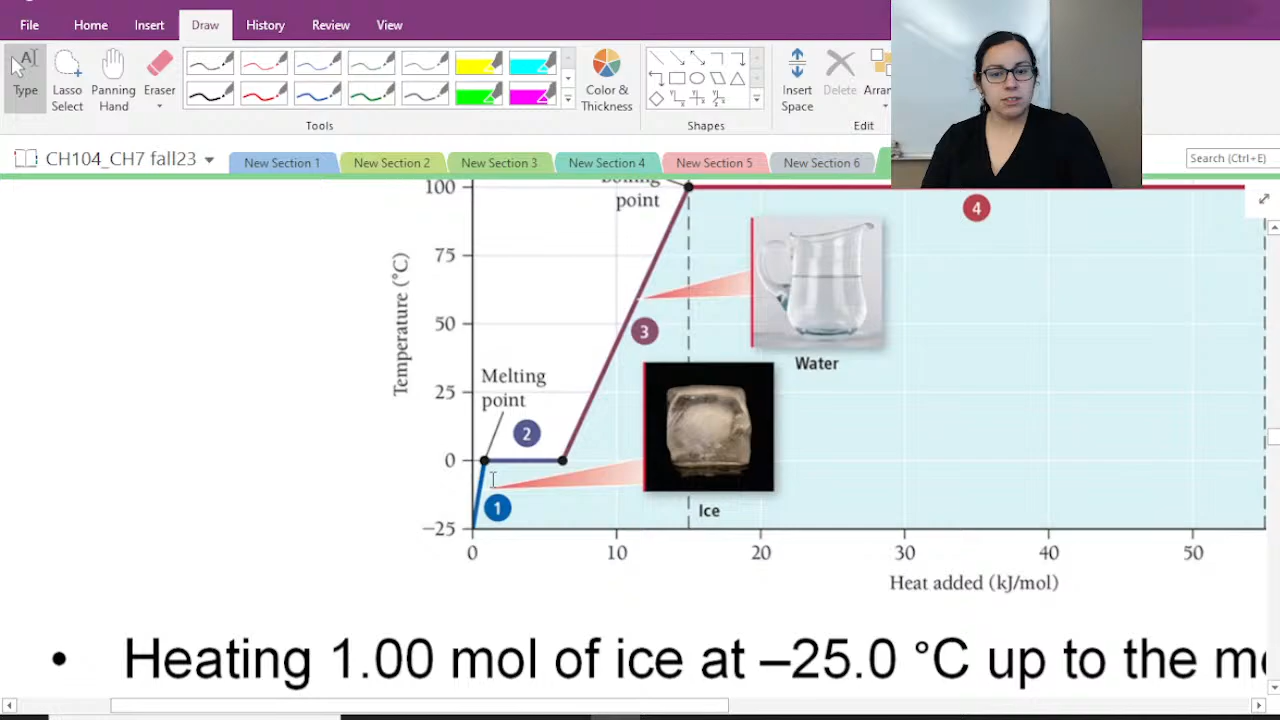 File Home Insert Draw History Review View
Type
Lasso Select
Panning Hand
Eraser
Color & Thickness
Insert Space
Delete
Tools
Shapes
Edit
CH104_CH7 fall23
New Section 1
New Section 2
New Section 3
New Section 4
New Section 5
New Section 6
Search (Ctrl+E)
100
point
4
75
Temperature (°C)
50
3
Water
25
Melting
point
2
0
1
Ice
−25
0 10 20 30 40 50
Heat added (kJ/mol)
• Heating 1.00 mol of ice at –25.0 °C up to the